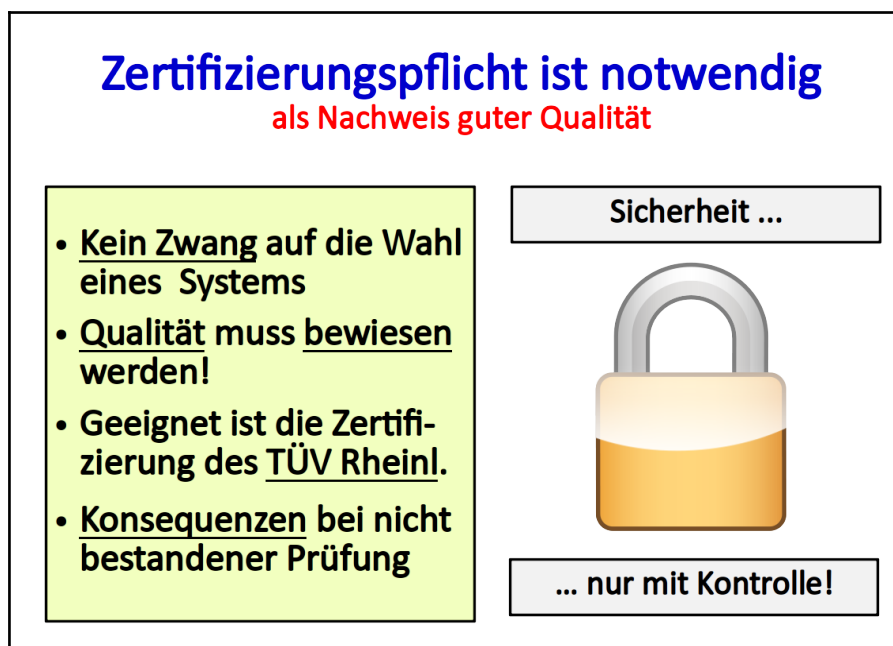 Zertifizierungspflicht ist notwendig
als Nachweis guter Qualität
• Kein Zwang auf die Wahl
eines Systems
• Qualität muss bewiesen
werden!
• Geeignet ist die Zertifi-
zierung des TÜV Rheinl.
• Konsequenzen bei nicht
bestandener Prüfung
Sicherheit ...
... nur mit Kontrolle!